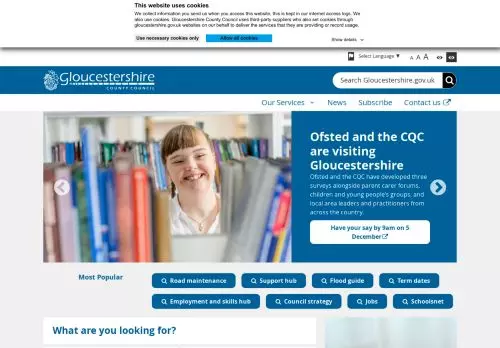 This website uses cookies
We collect information you send us when you access this website, this is kept in our internet access logs. We
also use cookies. Gloucestershire County Council uses third-party suppliers who also set cookies through
gloucestershire.gov.uk websites on our behalf to deliver the services that they are providing or record usage.
Use necessary cookies only
Allow all cookies
Show details
Select Language ▼
A A A
Gloucestershire
COUNTY COUNCIL
Search Gloucestershire.gov.uk
Our Services
News
Subscribe
Contact us
Ofsted and the CQC
are visiting
Gloucestershire
Ofsted and the CQC have developed three
surveys alongside parent carer forums,
children and young people's groups, and
local area leaders and practitioners from
across the country.
Have your say by 9am on 5
December
Most Popular
Road maintenance
Support hub
Flood guide
Term dates
Employment and skills hub
Council strategy
Jobs
Schoolsnet
What are you looking for?